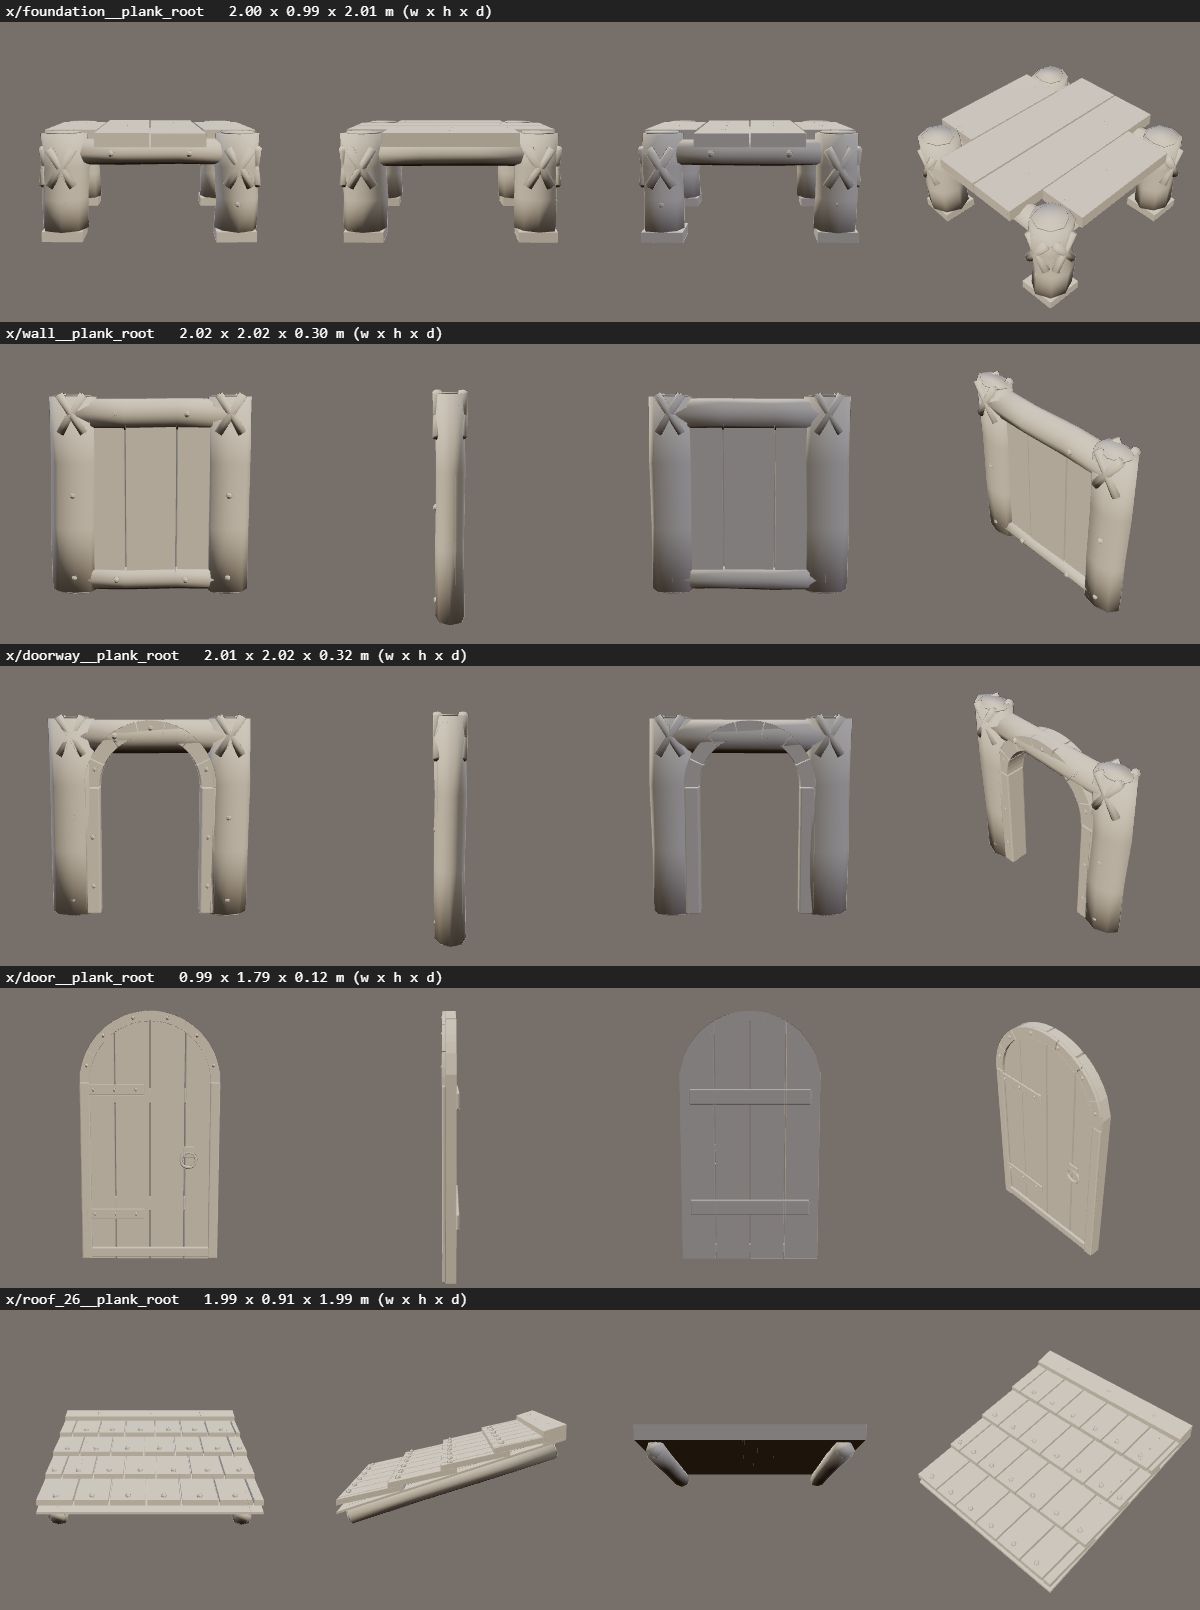 x/foundation__plank_root   2.00 x 0.99 x 2.01 m (w x h x d)
x/wall__plank_root   2.02 x 2.02 x 0.30 m (w x h x d)
x/doorway__plank_root   2.01 x 2.02 x 0.32 m (w x h x d)
x/door__plank_root   0.99 x 1.79 x 0.12 m (w x h x d)
x/roof_26__plank_root   1.99 x 0.91 x 1.99 m (w x h x d)